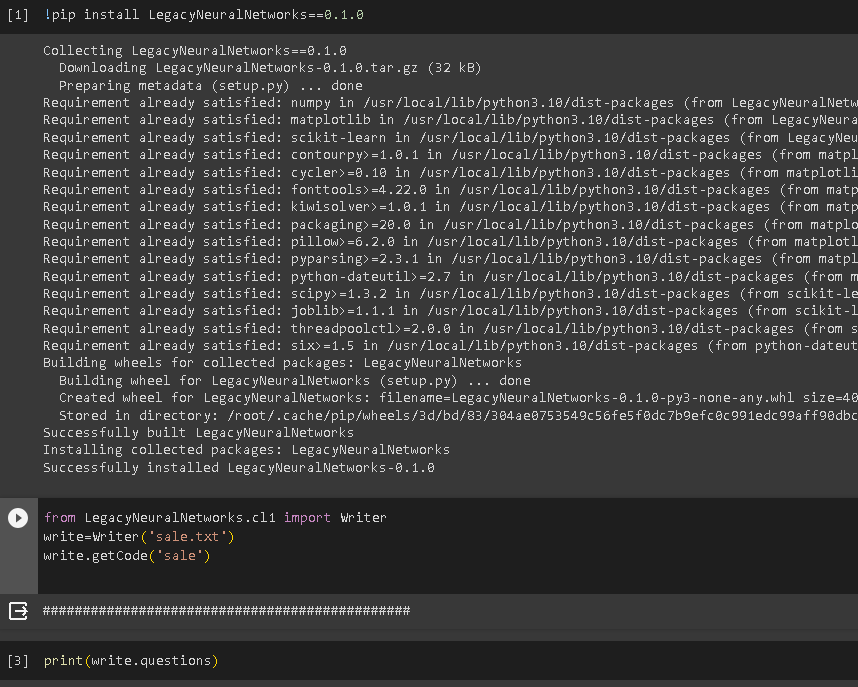 [1] !pip install LegacyNeuralNetworks==0.1.0
Collecting LegacyNeuralNetworks==0.1.0
Downloading LegacyNeuralNetworks-0.1.0.tar.gz (32 kB)
Preparing metadata (setup.py) ... done
Requirement already satisfied: numpy in /usr/local/lib/python3.10/dist-packages (from LegacyNeuralNetw
Requirement already satisfied: matplotlib in /usr/local/lib/python3.10/dist-packages (from LegacyNeura
Requirement already satisfied: scikit-learn in /usr/local/lib/python3.10/dist-packages (from LegacyNeu
Requirement already satisfied: contourpy>=1.0.1 in /usr/local/lib/python3.10/dist-packages (from matpl
Requirement already satisfied: cycler>=0.10 in /usr/local/lib/python3.10/dist-packages (from matplotli
Requirement already satisfied: fonttools>=4.22.0 in /usr/local/lib/python3.10/dist-packages (from matp
Requirement already satisfied: kiwisolver>=1.0.1 in /usr/local/lib/python3.10/dist-packages (from matp
Requirement already satisfied: packaging>=20.0 in /usr/local/lib/python3.10/dist-packages (from matplo
Requirement already satisfied: pillow>=6.2.0 in /usr/local/lib/python3.10/dist-packages (from matplotl
Requirement already satisfied: pyparsing>=2.3.1 in /usr/local/lib/python3.10/dist-packages (from matpl
Requirement already satisfied: python-dateutil>=2.7 in /usr/local/lib/python3.10/dist-packages (from m
Requirement already satisfied: scipy>=1.3.2 in /usr/local/lib/python3.10/dist-packages (from scikit-le
Requirement already satisfied: joblib>=1.1.1 in /usr/local/lib/python3.10/dist-packages (from scikit-l
Requirement already satisfied: threadpoolctl>=2.0.0 in /usr/local/lib/python3.10/dist-packages (from s
Requirement already satisfied: six>=1.5 in /usr/local/lib/python3.10/dist-packages (from python-dateut
Building wheels for collected packages: LegacyNeuralNetworks
Building wheel for LegacyNeuralNetworks (setup.py) ... done
Created wheel for LegacyNeuralNetworks: filename=LegacyNeuralNetworks-0.1.0-py3-none-any.whl size=40
Stored in directory: /root/.cache/pip/wheels/3d/bd/83/304ae0753549c56fe5f0dc7b9efc0c991edc99aff90dbc
Successfully built LegacyNeuralNetworks
Installing collected packages: LegacyNeuralNetworks
Successfully installed LegacyNeuralNetworks-0.1.0
from LegacyNeuralNetworks.cl1 import Writer
write=Writer('sale.txt')
write.getCode('sale')
##############################################
[3] print(write.questions)